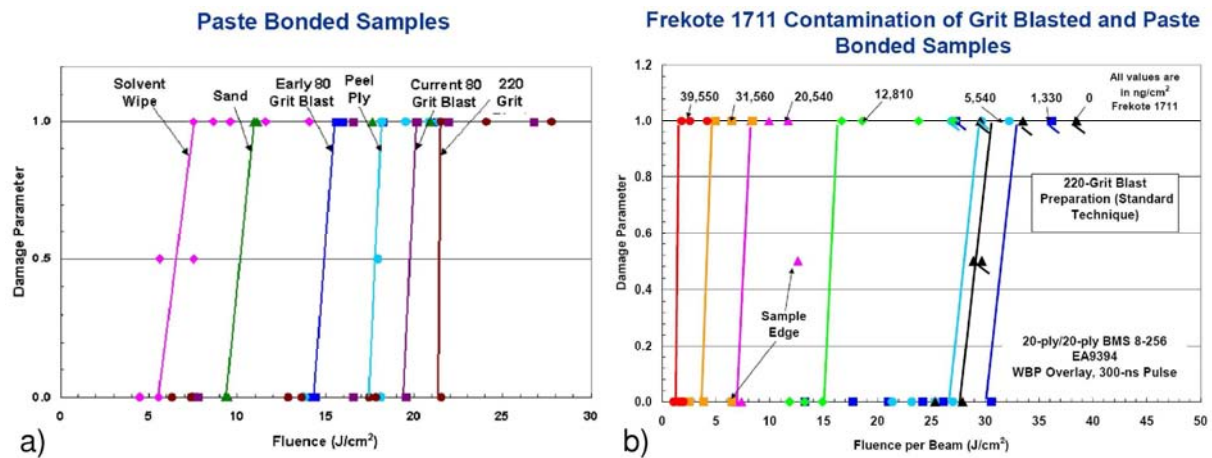 Paste Bonded Samples
Solvent
Wipe
Sand
Early 80
Grit Blast
Peel
Ply
Current 80
Grit Blast
220
Grit
Damage Parameter
1.0
0.5
0.0
0
5
10
15
20
25
30
Fluence (J/cm²)
a)
Frekote 1711 Contamination of Grit Blasted and Paste
Bonded Samples
39,550
31,560
20,540
12,810
5,540
1,330
0
All values are
in ng/cm²
Frekote 1711
220-Grit Blast
Preparation (Standard
Technique)
Sample
Edge
20-ply/20-ply BMS 8-256
EA9394
WBP Overlay, 300-ns Pulse
Damage Parameter
1.2
1.0
0.8
0.6
0.4
0.2
0.0
0
5
10
15
20
25
30
35
40
45
50
Fluence per Beam (J/cm²)
b)